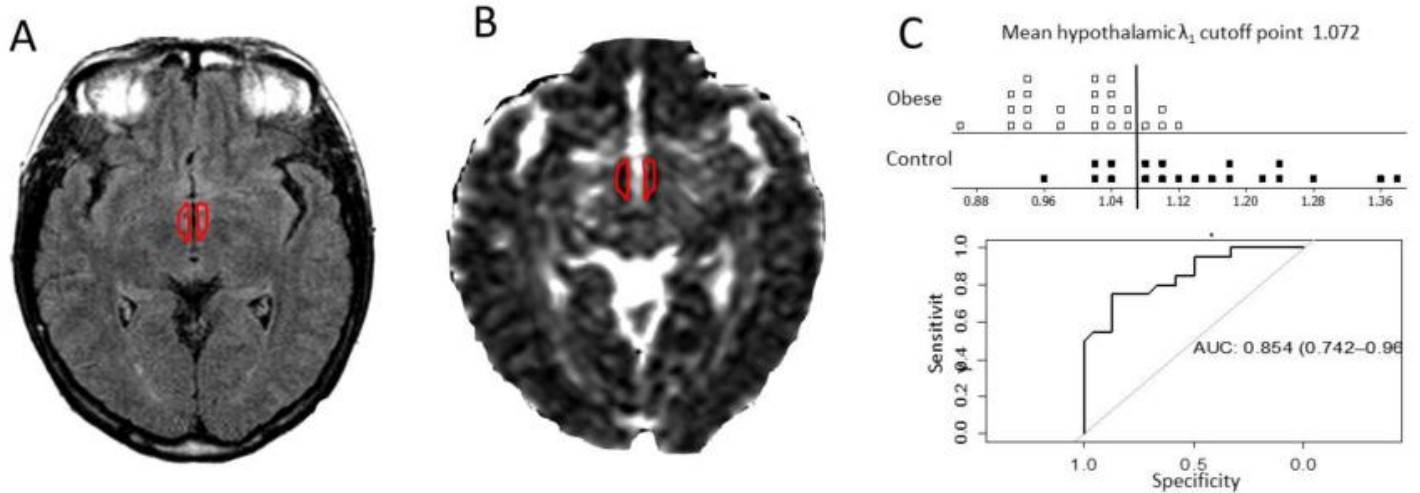 A
B
C
Mean hypothalamic λ₁ cutoff point 1.072
Obese
Control
0.88 0.96 1.04 1.12 1.20 1.28 1.36
1.0
0.8
0.6
0.4
0.2
0.0
Sensitivit
y
AUC: 0.854 (0.742–0.96
1.0 0.5 0.0
Specificity